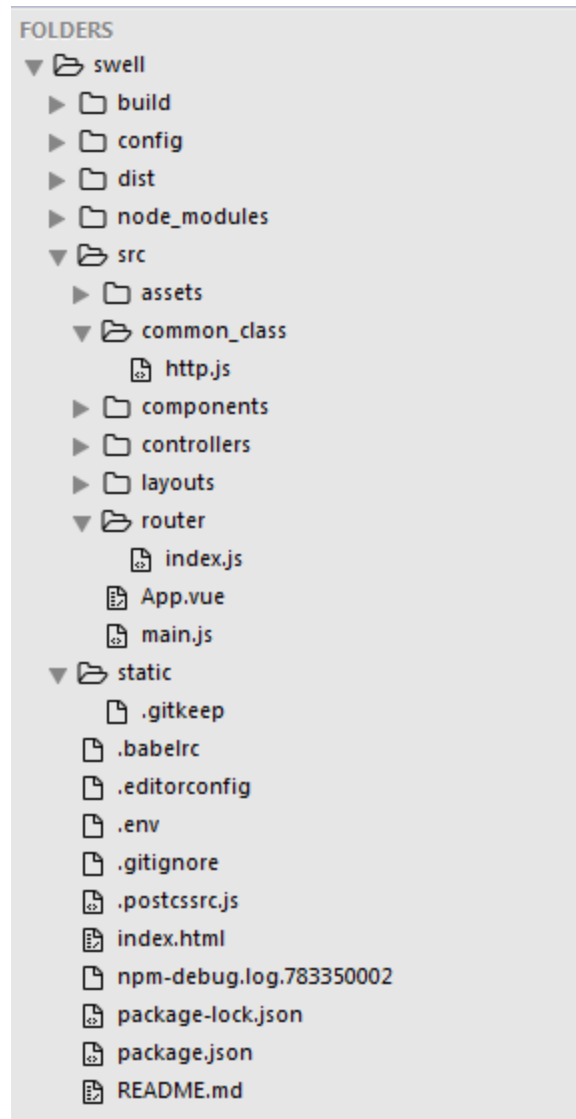 FOLDERS
swell
build
config
dist
node_modules
src
assets
common_class
http.js
components
controllers
layouts
router
index.js
App.vue
main.js
static
.gitkeep
.babelrc
.editorconfig
.env
.gitignore
.postcssrc.js
index.html
npm-debug.log.783350002
package-lock.json
package.json
README.md